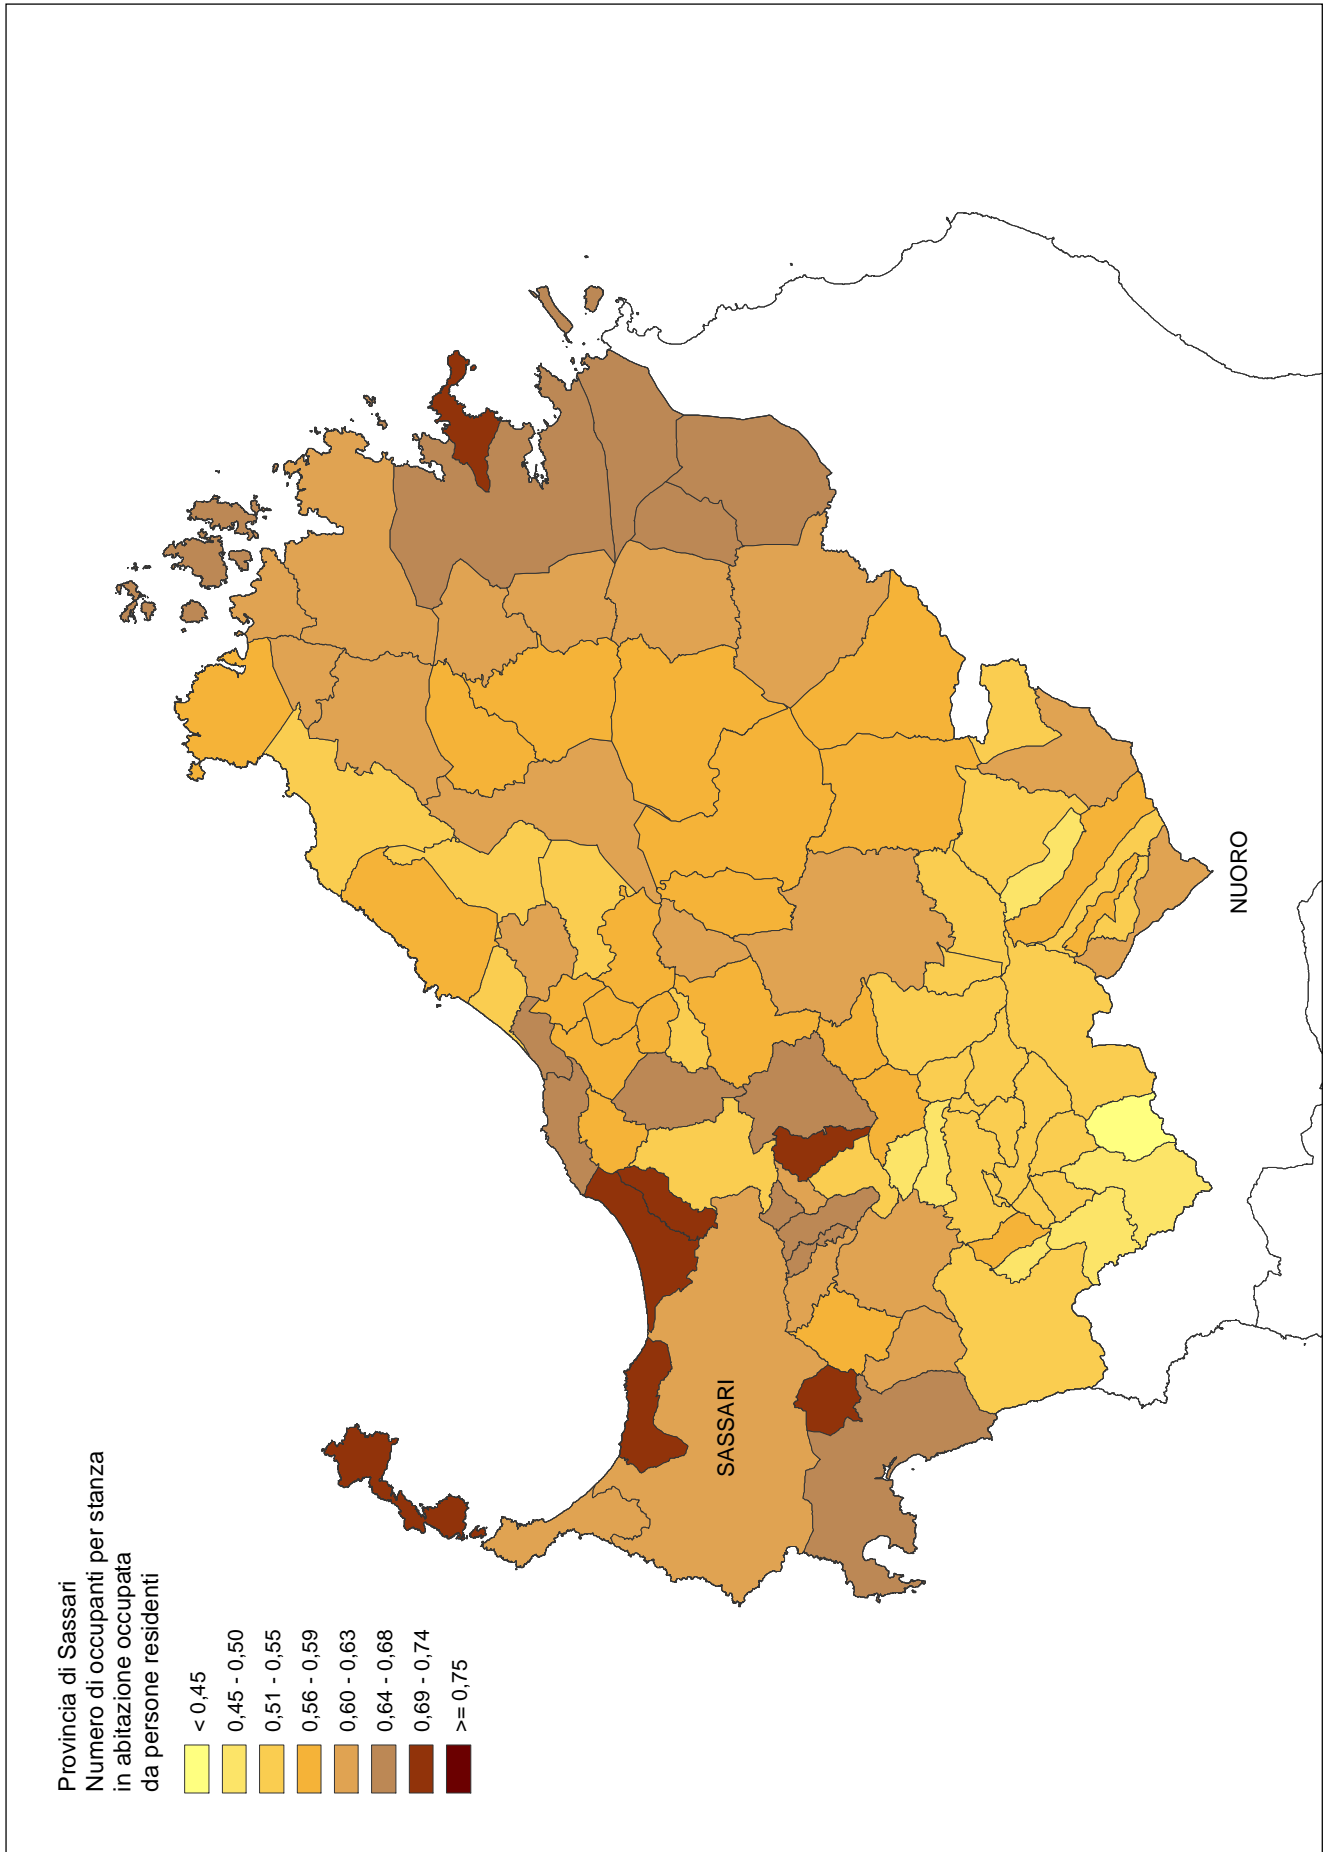 Provincia di Sassari
Numero di occupanti per stanza
in abitazione occupata
da persone residenti
< 0,45
0,45 - 0,50
0,51 - 0,55
0,56 - 0,59
0,60 - 0,63
0,64 - 0,68
0,69 - 0,74
>= 0,75
SASSARI
NUORO